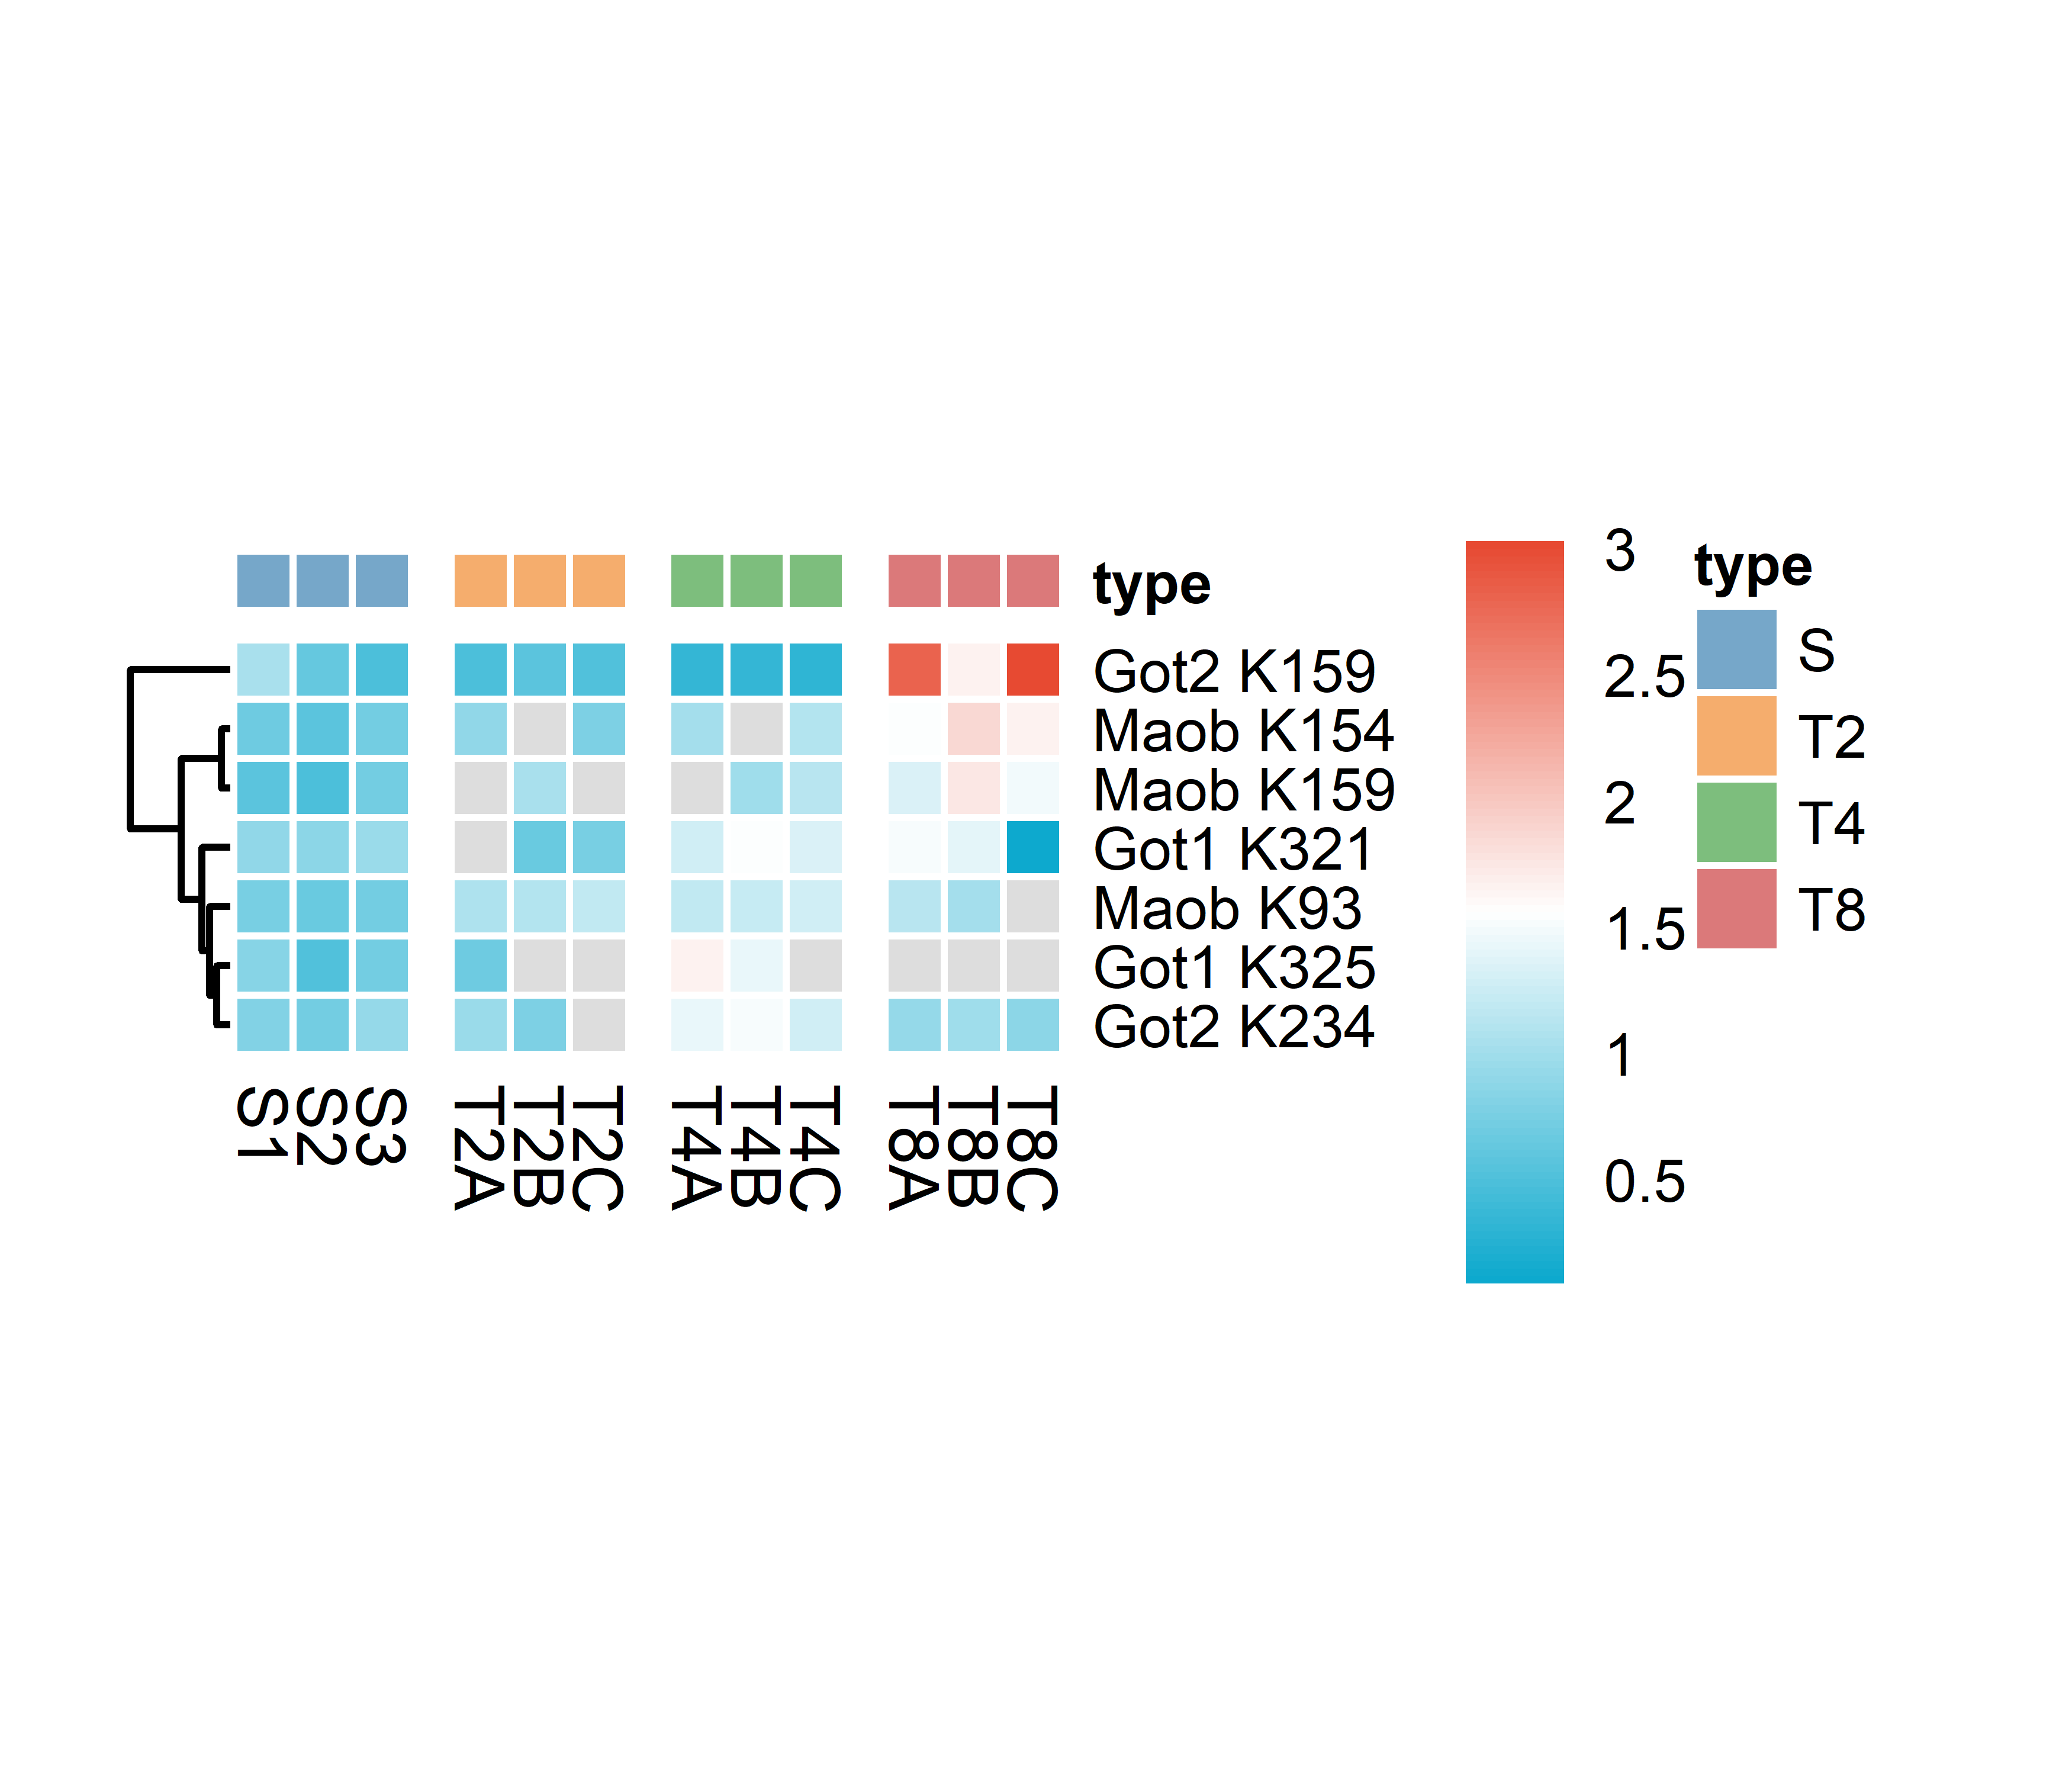 type
Got2 K159
Maob K154
Maob K159
Got1 K321
Maob K93
Got1 K325
Got2 K234
S1
S2
S3
T2A
T2B
T2C
T4A
T4B
T4C
T8A
T8B
T8C
3
2.5
2
1.5
1
0.5
type
S
T2
T4
T8